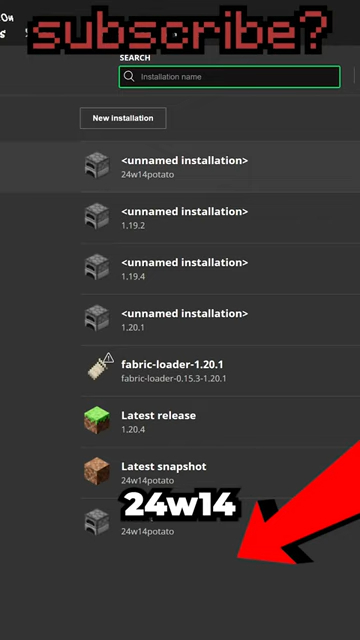 subscribe?
On
s
SEARCH
Installation name
New installation
<unnamed installation>
24w14potato
<unnamed installation>
1.19.2
<unnamed installation>
1.19.4
<unnamed installation>
1.20.1
fabric-loader-1.20.1
fabric-loader-0.15.3-1.20.1
Latest release
1.20.4
Latest snapshot
24w14potato
24w14
24w14potato